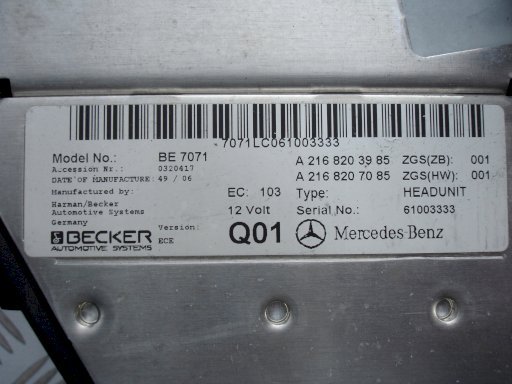 7071LC061003333
Model No.: BE 7071 A 216 820 39 85 ZGS(ZB): 001
Accession Nr.: 0320417 A 216 820 70 85 ZGS(HW): 001
DATE OF MANUFACTURE: 49 / 06
Manufactured by: EC: 103 Type: HEADUNIT
Harman/Becker
Automotive Systems 12 Volt Serial No.: 61003333
Germany
Version: Q01 Mercedes-Benz
BECKER ECE
AUTOMOTIVE SYSTEMS